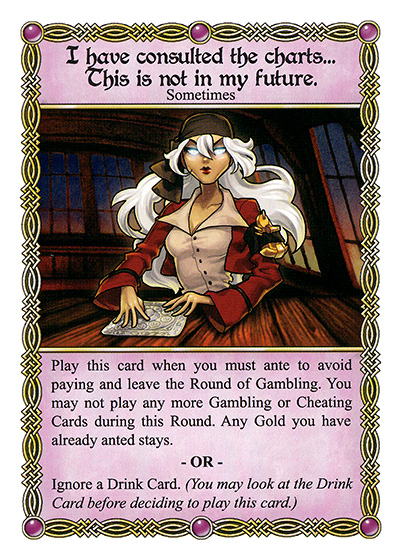 I have consulted the charts...
This is not in my future.
Sometimes
Play this card when you must ante to avoid
paying and leave the Round of Gambling. You
may not play any more Gambling or Cheating
Cards during this Round. Any Gold you have
already anted stays.
- OR -
Ignore a Drink Card. (You may look at the Drink
Card before deciding to play this card.)